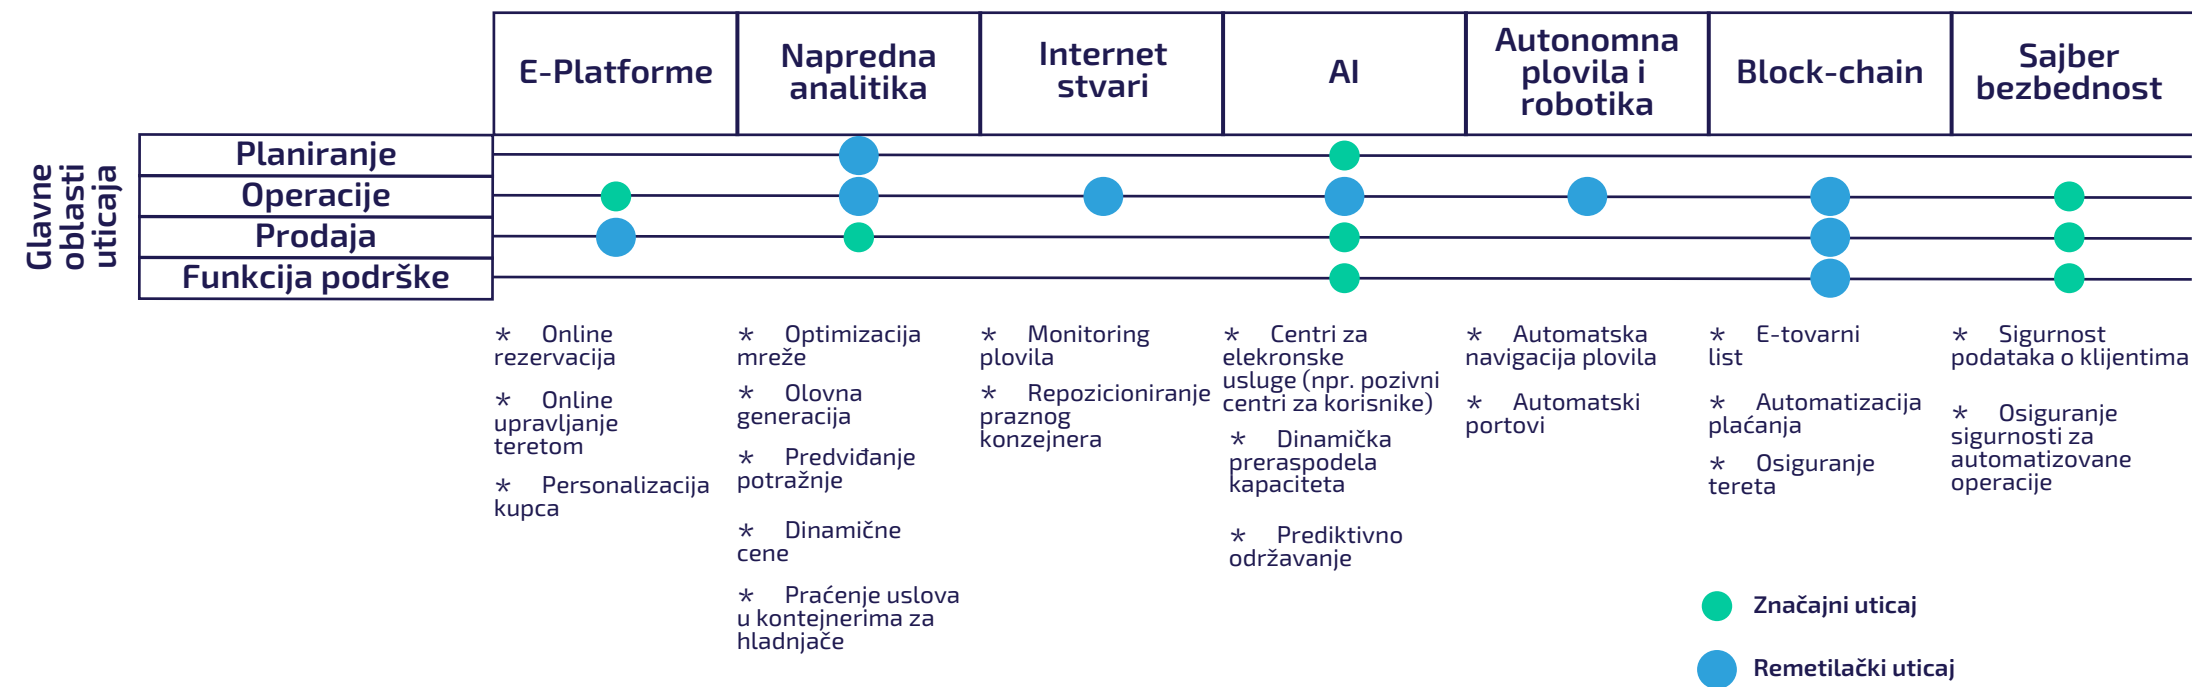 E-Platforme
Napredna
analitika
Internet
stvari
AI
Autonomna
plovila i
robotika
Block-chain
Sajber
bezbednost
Glavne
oblasti
uticaja
Planiranje
Operacije
Prodaja
Funkcija podrške
* Online
rezervacija
* Online
upravljanje
teretom
* Personalizacija
kupca
* Optimizacija
mreže
* Olovna
generacija
* Predviđanje
potražnje
* Dinamične
cene
* Praćenje uslova
u kontejnerima za
hladnjače
* Monitoring
plovila
* Repozicioniranje
praznog
konzejnera
* Centri za
elekronske
usluge (npr. pozivni
centri za korisnike)
* Dinamička
preraspodela
kapaciteta
* Prediktivno
održavanje
* Automatska
navigacija plovila
* Automatski
portovi
* E-tovarni
list
* Automatizacija
plaćanja
* Osiguranje
tereta
* Sigurnost
podataka o klijentima
* Osiguranje
sigurnosti za
automatizovane
operacije
Značajni uticaj
Remetilački uticaj